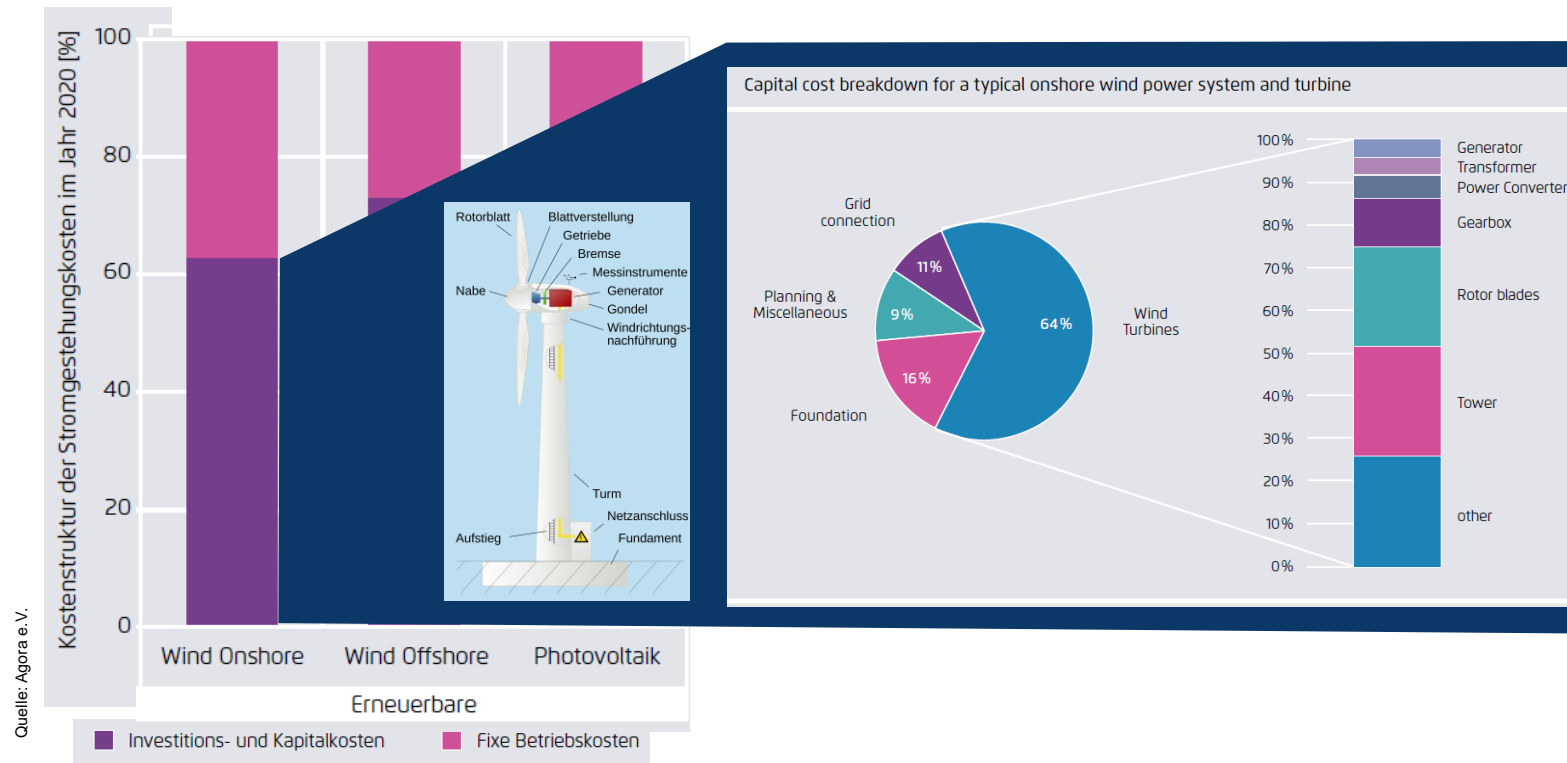 Kostenstruktur der Stromgestehungskosten im Jahr 2020 [%]
100
80
60
40
20
0
Wind Onshore
Wind Offshore
Photovoltaik
Erneuerbare
Investitions- und Kapitalkosten
Fixe Betriebskosten
Quelle: Agora e.V.
Rotorblatt
Blattverstellung
Getriebe
Bremse
Messinstrumente
Nabe
Generator
Gondel
Windrichtungs-
nachführung
Turm
Netzanschluss
Aufstieg
Fundament
Capital cost breakdown for a typical onshore wind power system and turbine
Grid
connection
11%
Planning &
Miscellaneous
9%
64%
Wind
Turbines
16%
Foundation
100%
90%
80%
70%
60%
50%
40%
30%
20%
10%
0%
Generator
Transformer
Power Converter
Gearbox
Rotor blades
Tower
other